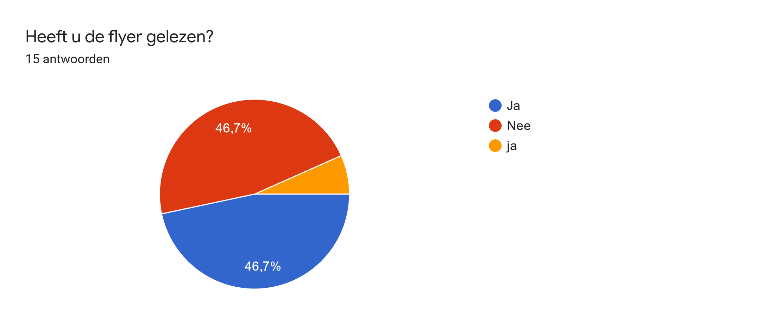 Heeft u de flyer gelezen?
15 antwoorden
46,7%
46,7%
Ja
Nee
ja